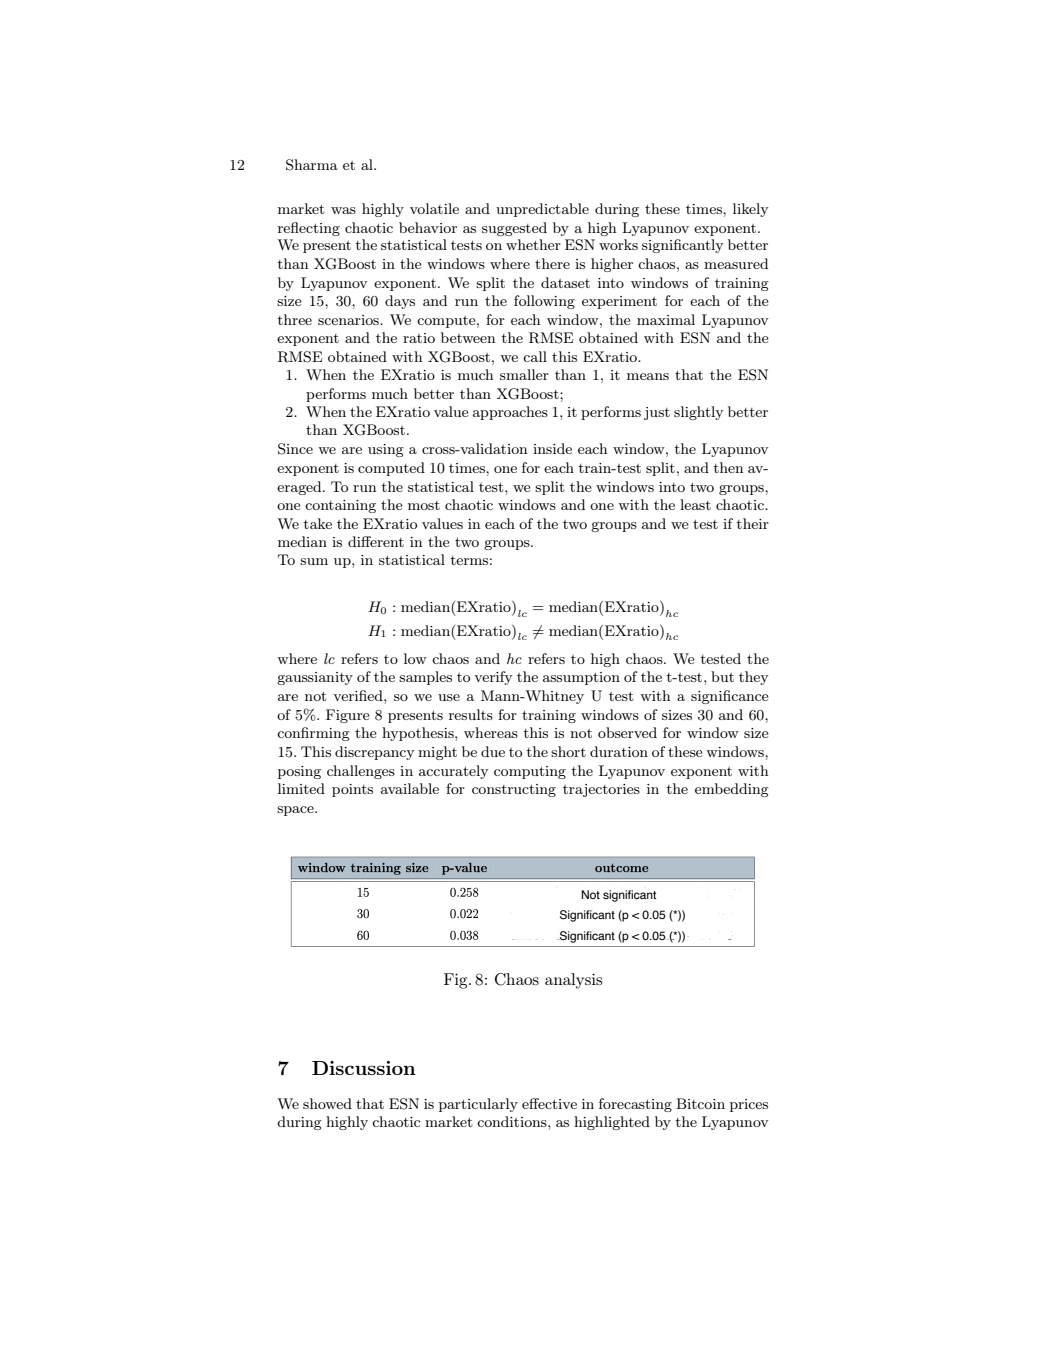 12 Sharma et al.
market was highly volatile and unpredictable during these times, likely
reflecting chaotic behavior as suggested by a high Lyapunov exponent.
We present the statistical tests on whether ESN works significantly better
than XGBoost in the windows where there is higher chaos, as measured
by Lyapunov exponent. We split the dataset into windows of training
size 15, 30, 60 days and run the following experiment for each of the
three scenarios. We compute, for each window, the maximal Lyapunov
exponent and the ratio between the RMSE obtained with ESN and the
RMSE obtained with XGBoost, we call this EXratio.
1. When the EXratio is much smaller than 1, it means that the ESN
performs much better than XGBoost;
2. When the EXratio value approaches 1, it performs just slightly better
than XGBoost.
Since we are using a cross-validation inside each window, the Lyapunov
exponent is computed 10 times, one for each train-test split, and then av-
eraged. To run the statistical test, we split the windows into two groups,
one containing the most chaotic windows and one with the least chaotic.
We take the EXratio values in each of the two groups and we test if their
median is different in the two groups.
To sum up, in statistical terms:
H₀ : median(EXratio)_lc = median(EXratio)_hc
H₁ : median(EXratio)_lc ≠ median(EXratio)_hc
where lc refers to low chaos and hc refers to high chaos. We tested the
gaussianity of the samples to verify the assumption of the t-test, but they
are not verified, so we use a Mann-Whitney U test with a significance
of 5%. Figure 8 presents results for training windows of sizes 30 and 60,
confirming the hypothesis, whereas this is not observed for window size
15. This discrepancy might be due to the short duration of these windows,
posing challenges in accurately computing the Lyapunov exponent with
limited points available for constructing trajectories in the embedding
space.
window training size p-value outcome
15 0.258 Not significant
30 0.022 Significant (p < 0.05 (*))
60 0.038 Significant (p < 0.05 (*))
Fig. 8: Chaos analysis
7 Discussion
We showed that ESN is particularly effective in forecasting Bitcoin prices
during highly chaotic market conditions, as highlighted by the Lyapunov